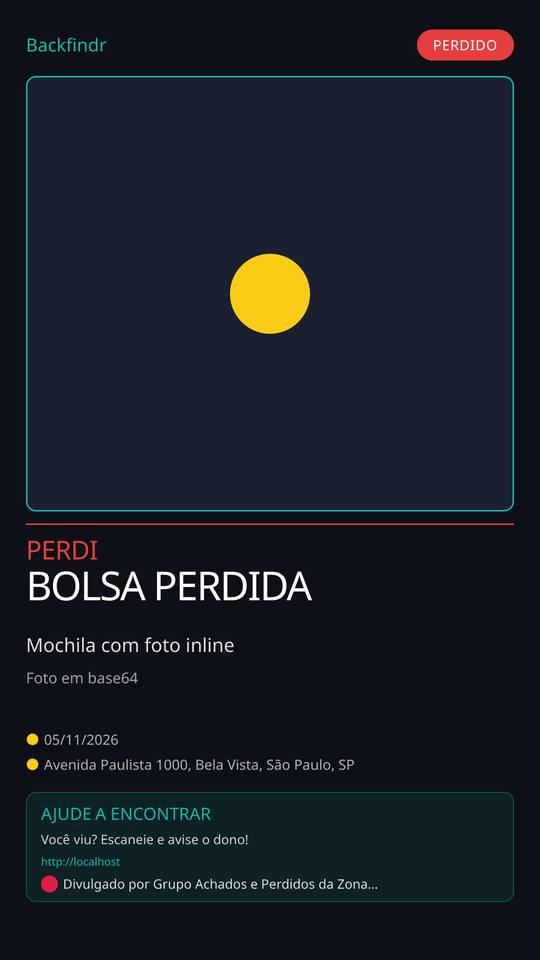 Backfindr
PERDIDO
PERDI
BOLSA PERDIDA
Mochila com foto inline
Foto em base64
05/11/2026
Avenida Paulista 1000, Bela Vista, São Paulo, SP
AJUDE A ENCONTRAR
Você viu? Escaneie e avise o dono!
http://localhost
Divulgado por Grupo Achados e Perdidos da Zona…